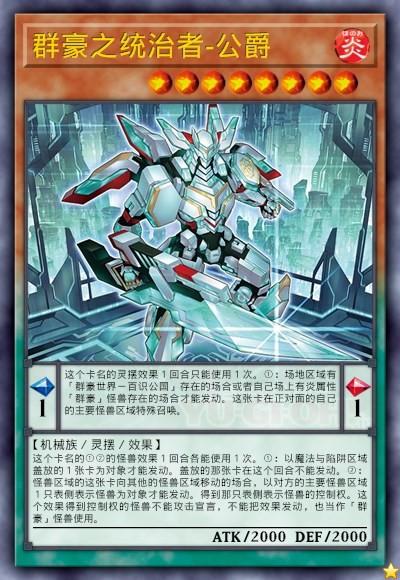 群豪之统治者-公爵
ほのお
炎
这个卡名的灵摆效果1回合只能使用1次。①：场地区域有
「群豪世界－百识公国」存在的场合或者自己场上有炎属性
「群豪」怪兽存在的场合才能发动。这张卡在正对面的自己
的主要怪兽区域特殊召唤。
1
1
【机械族／灵摆／效果】
这个卡名的①②的怪兽效果1回合各能使用1次。①：以魔法与陷阱区域
盖放的1张卡为对象才能发动。盖放的那张卡在这个回合不能发动。②：
怪兽区域的这张卡向其他的怪兽区域移动的场合，以对方的主要怪兽区域
1只表侧表示怪兽为对象才能发动。得到那只表侧表示怪兽的控制权。这
个效果得到控制权的怪兽不能攻击宣言，不能把效果发动，也当作「群
豪」怪兽使用。
ATK/2000 DEF/2000